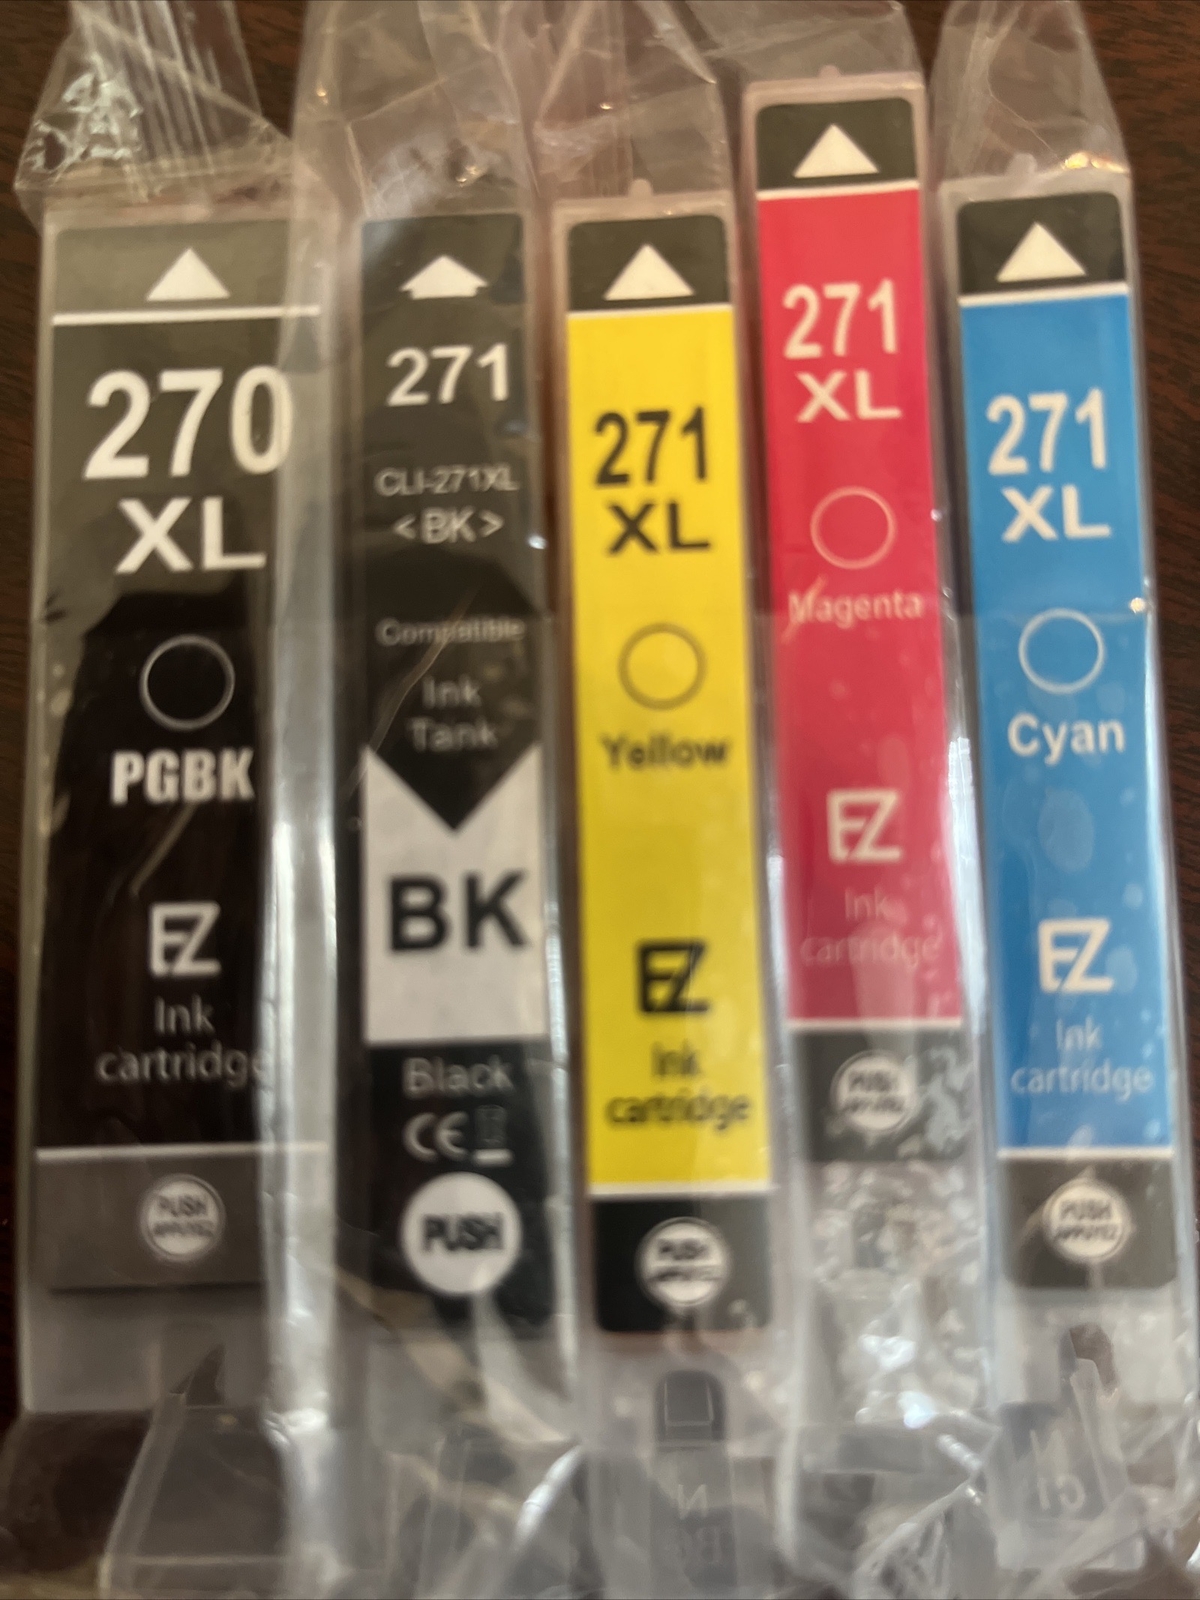 270
XL
PGBK
EZ
Ink
cartridge
PUSH
271
CLI-271XL
<BK>
Compatible
Ink
Tank
BK
Black
CE
PUSH
271
XL
Yellow
EZ
Ink
cartridge
PUSH
271
XL
Magenta
EZ
Ink
cartridge
PUSH
271
XL
Cyan
EZ
Ink
cartridge
PUSH